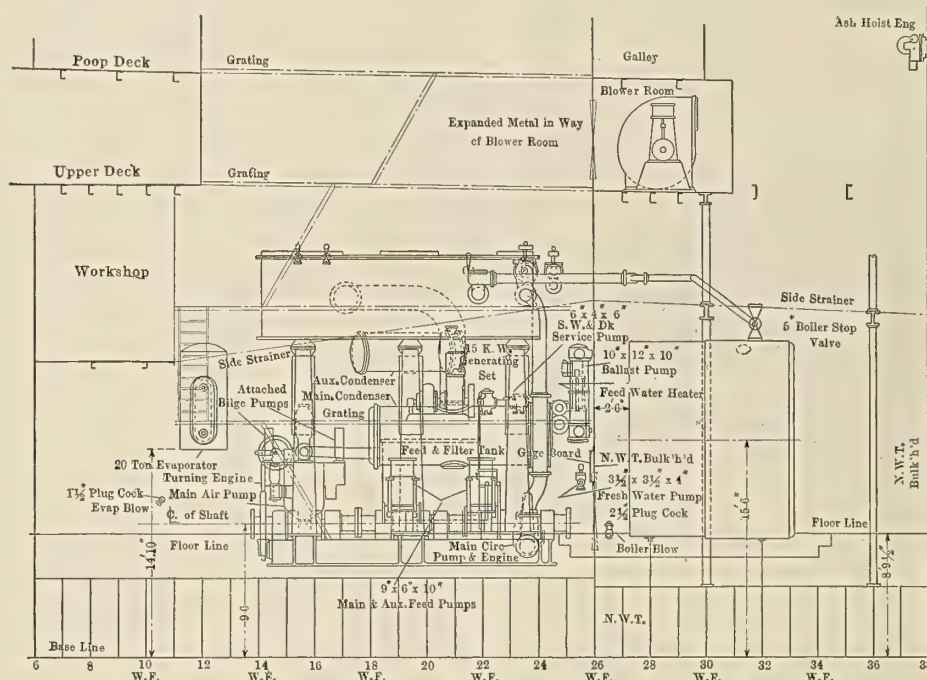 Ash Hoist Eng
Poop Deck
Grating
Galley
Blower Room
Expanded Metal in Way
of Blower Room
Upper Deck
Grating
Workshop
Side Strainer
5" Boiler Stop
Valve
6" x 4" x 6"
S.W. & Dk
Service Pump
15 K.W.
Generating
Set
10" x 12" x 10"
Ballast Pump
Side Strainer
Aux. Condenser
Main Condenser
Grating
Attached
Bilge Pumps
Feed Water Heater
2'-6"
Feed & Filter Tank
Gage Board
N.W.T. Bulk'h'd
N.W.T.
Bulk'h'd
20 Ton Evaporator
Turning Engine
Main Air Pump
1½" Plug Cock
Evap Blow
℄. of Shaft
3½" x 3½" x 4"
Fresh Water Pump
2½" Plug Cock
15'-6"
Floor Line
14'-10"
Floor Line
Main Circ
Pump & Engine
Boiler Blow
8'-9½"
9"x 6"x 10"
Main & Aux. Feed Pumps
9'-0"
N.W.T.
Base Line
6 8 10 12 14 16 18 20 22 24 26 28 30 32 34 36 38
W.F. W.F. W.F. W.F. W.F. W.F. W.F.